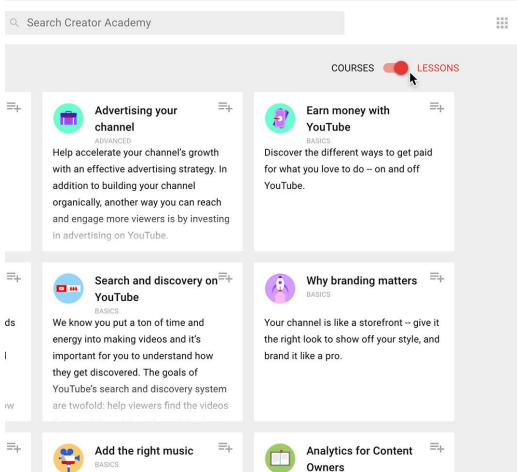 Search Creator Academy
COURSES
LESSONS
Advertising your
channel
ADVANCED
Help accelerate your channel's growth
with an effective advertising strategy. In
addition to building your channel
organically, another way you can reach
and engage more viewers is by investing
in advertising on YouTube.
Earn money with
YouTube
BASICS
Discover the different ways to get paid
for what you love to do -- on and off
YouTube.
ds
ow
Search and discovery on
YouTube
BASICS
We know you put a ton of time and
energy into making videos and it's
important for you to understand how
they get discovered. The goals of
YouTube's search and discovery system
are twofold: help viewers find the videos
Why branding matters
BASICS
Your channel is like a storefront -- give it
the right look to show off your style, and
brand it like a pro.
Add the right music
BASICS
Analytics for Content
Owners